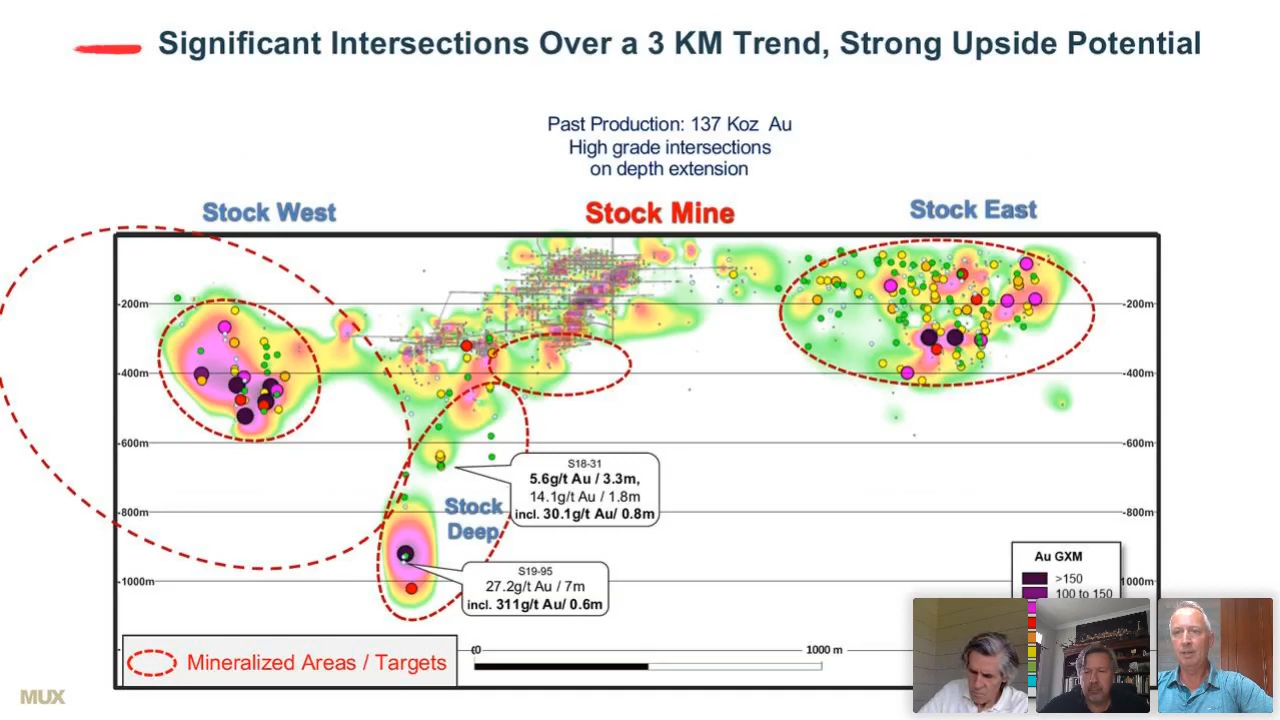 Significant Intersections Over a 3 KM Trend, Strong Upside Potential
Past Production: 137 Koz Au
High grade intersections
on depth extension
Stock West
Stock Mine
Stock East
-200m
-200m
-400m
-400m
-600m
-600m
S18-31
5.6g/t Au / 3.3m,
14.1g/t Au / 1.8m
incl. 30.1g/t Au/ 0.8m
Stock
Deep
-800m
-800m
S19-95
27.2g/t Au / 7m
incl. 311g/t Au/ 0.6m
-1000m
1000m
Au GXM
>150
100 to 150
Mineralized Areas / Targets
0
1000 m
MUX